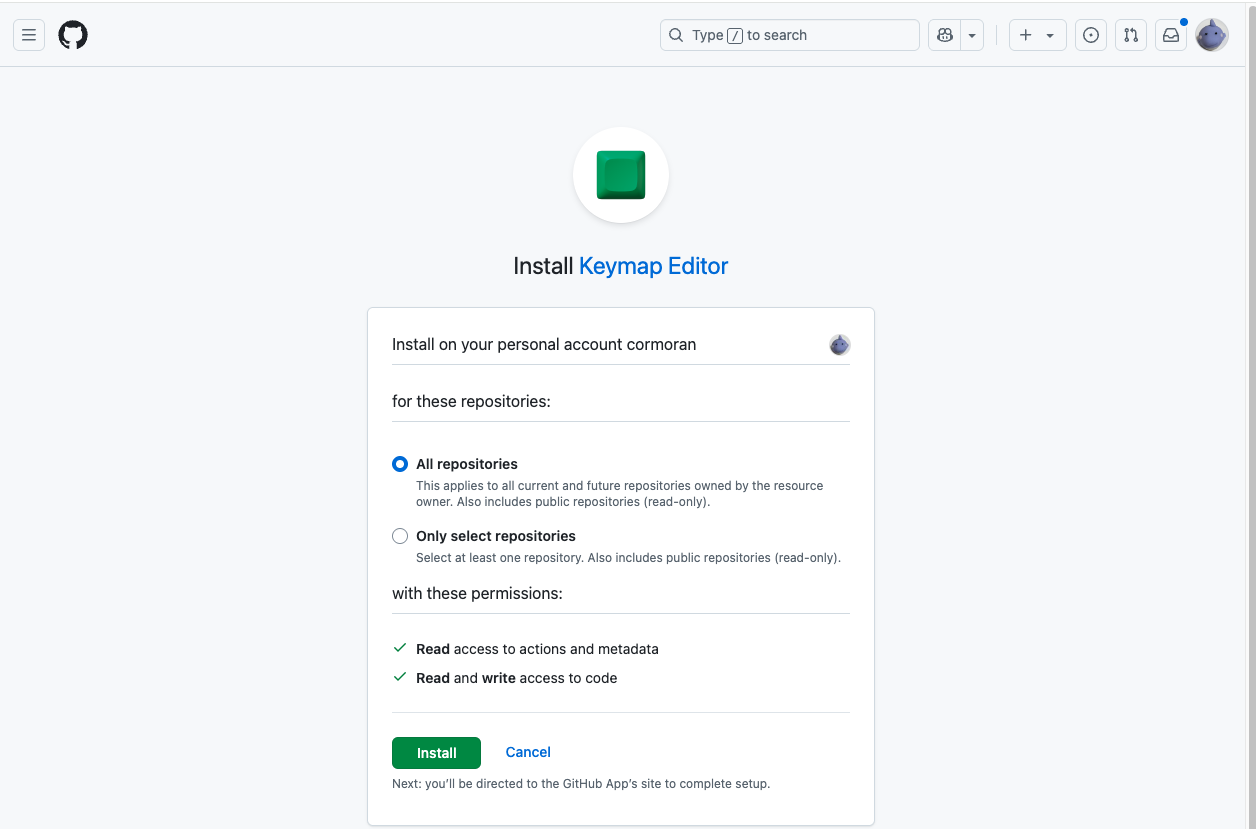 Type / to search
Install Keymap Editor
Install on your personal account cormoran
for these repositories:
All repositories
This applies to all current and future repositories owned by the resource
owner. Also includes public repositories (read-only).
Only select repositories
Select at least one repository. Also includes public repositories (read-only).
with these permissions:
Read access to actions and metadata
Read and write access to code
Install Cancel
Next: you’ll be directed to the GitHub App’s site to complete setup.